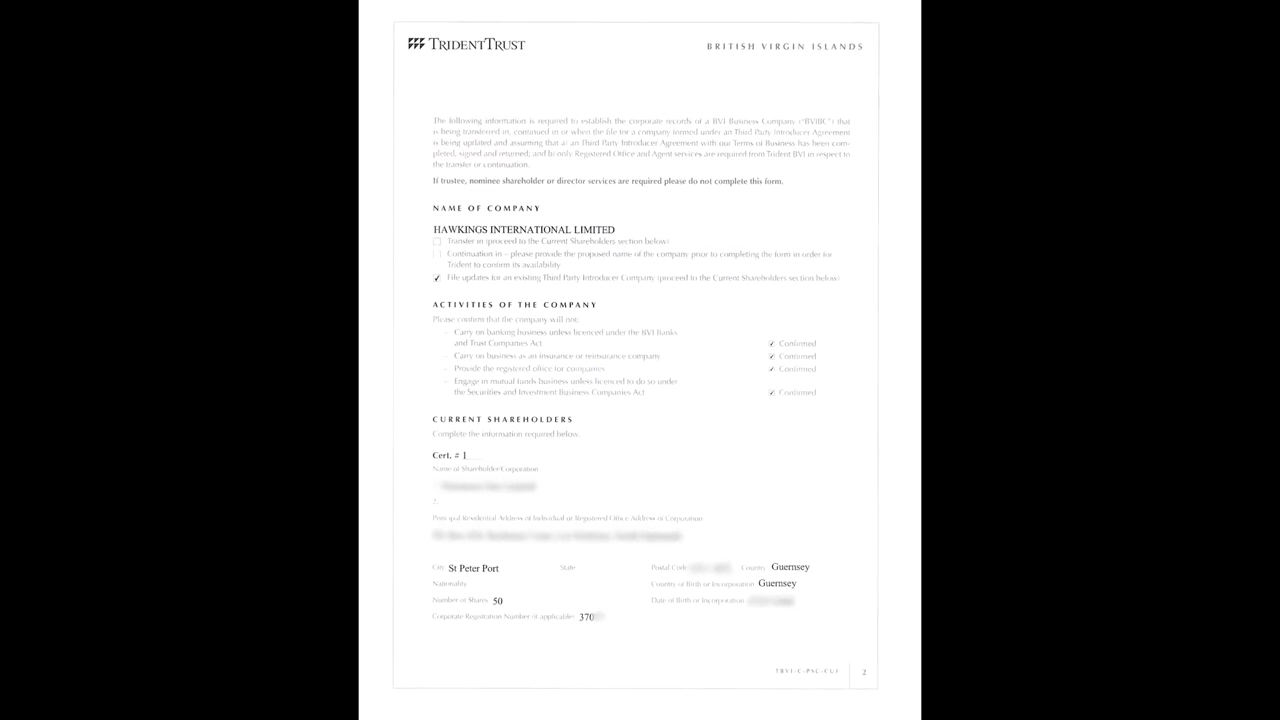 TRIDENTTRUST
BRITISH VIRGIN ISLANDS
The following information is required to establish the corporate records of a BVI Business Company ("BVIBC") that
is being transferred in, continued in or when the file for a company formed under an Third Party Introducer Agreement
is being updated and assuming that a) an Third Party Introducer Agreement with our Terms of Business has been com-
pleted, signed and returned; and b) only Registered Office and Agent services are required from Trident BVI in respect to
the transfer or continuation.
If trustee, nominee shareholder or director services are required please do not complete this form.
NAME OF COMPANY
HAWKINGS INTERNATIONAL LIMITED
Transfer in (proceed to the Current Shareholders section below)
Continuation in – please provide the proposed name of the company prior to completing the form in order for
Trident to confirm its availability
File updates for an existing Third Party Introducer Company (proceed to the Current Shareholders section below)
ACTIVITIES OF THE COMPANY
Please confirm that the company will not:
– Carry on banking business unless licenced under the BVI Banks
and Trust Companies Act Confirmed
– Carry on business as an insurance or reinsurance company Confirmed
– Provide the registered office for companies Confirmed
– Engage in mutual funds business unless licenced to do so under
the Securities and Investment Business Companies Act Confirmed
CURRENT SHAREHOLDERS
Complete the information required below.
Cert. # 1
Name of Shareholder/Corporation
2.
Principal Residential Address of Individual or Registered Office Address of Corporation
City St Peter Port State Postal Code Country Guernsey
Nationality Country of Birth or Incorporation Guernsey
Number of Shares 50 Date of Birth or Incorporation
Corporate Registration Number (if applicable) 370
TBVI-C-PSC-CUI 2